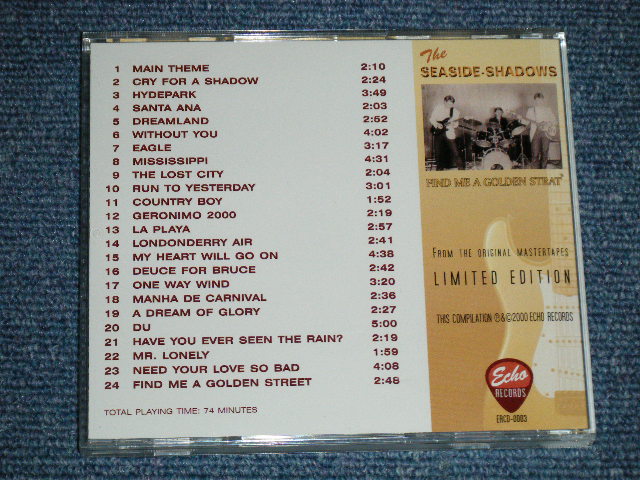 1 MAIN THEME 2:10
2 CRY FOR A SHADOW 2:24
3 HYDEPARK 3:49
4 SANTA ANA 2:03
5 DREAMLAND 2:52
6 WITHOUT YOU 4:02
7 EAGLE 3:17
8 MISSISSIPPI 4:31
9 THE LOST CITY 2:04
10 RUN TO YESTERDAY 3:01
11 COUNTRY BOY 1:52
12 GERONIMO 2000 2:19
13 LA PLAYA 2:57
14 LONDONDERRY AIR 2:41
15 MY HEART WILL GO ON 4:38
16 DEUCE FOR BRUCE 2:42
17 ONE WAY WIND 3:20
18 MANHA DE CARNIVAL 2:36
19 A DREAM OF GLORY 2:27
20 DU 5:00
21 HAVE YOU EVER SEEN THE RAIN? 2:19
22 MR. LONELY 1:59
23 NEED YOUR LOVE SO BAD 4:08
24 FIND ME A GOLDEN STREET 2:48
TOTAL PLAYING TIME: 74 MINUTES
The
SEASIDE-SHADOWS
FIND ME A GOLDEN STRAT'
FROM THE ORIGINAL MASTERTAPES
LIMITED EDITION
THIS COMPILATION ℗&©2000 ECHO RECORDS
Echo
RECORDS
ERCD-0003